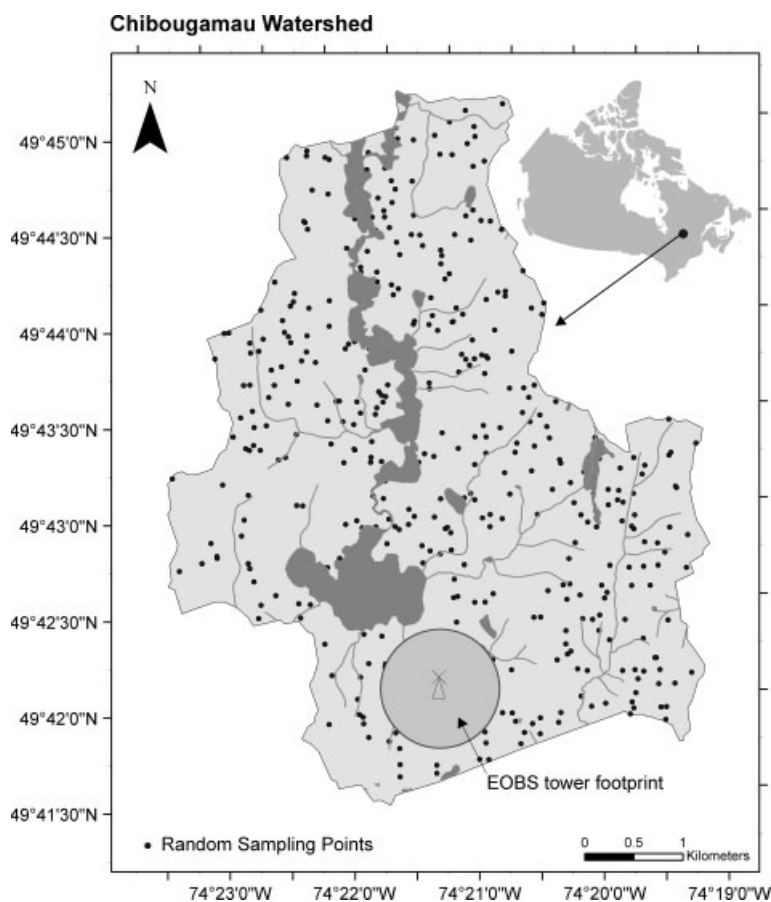 Chibougamau Watershed
N
49°45'0"N
49°44'30"N
49°44'0"N
49°43'30"N
49°43'0"N
49°42'30"N
49°42'0"N
49°41'30"N
EOBS tower footprint
Random Sampling Points
0 0.5 1
Kilometers
74°23'0"W 74°22'0"W 74°21'0"W 74°20'0"W 74°19'0"W